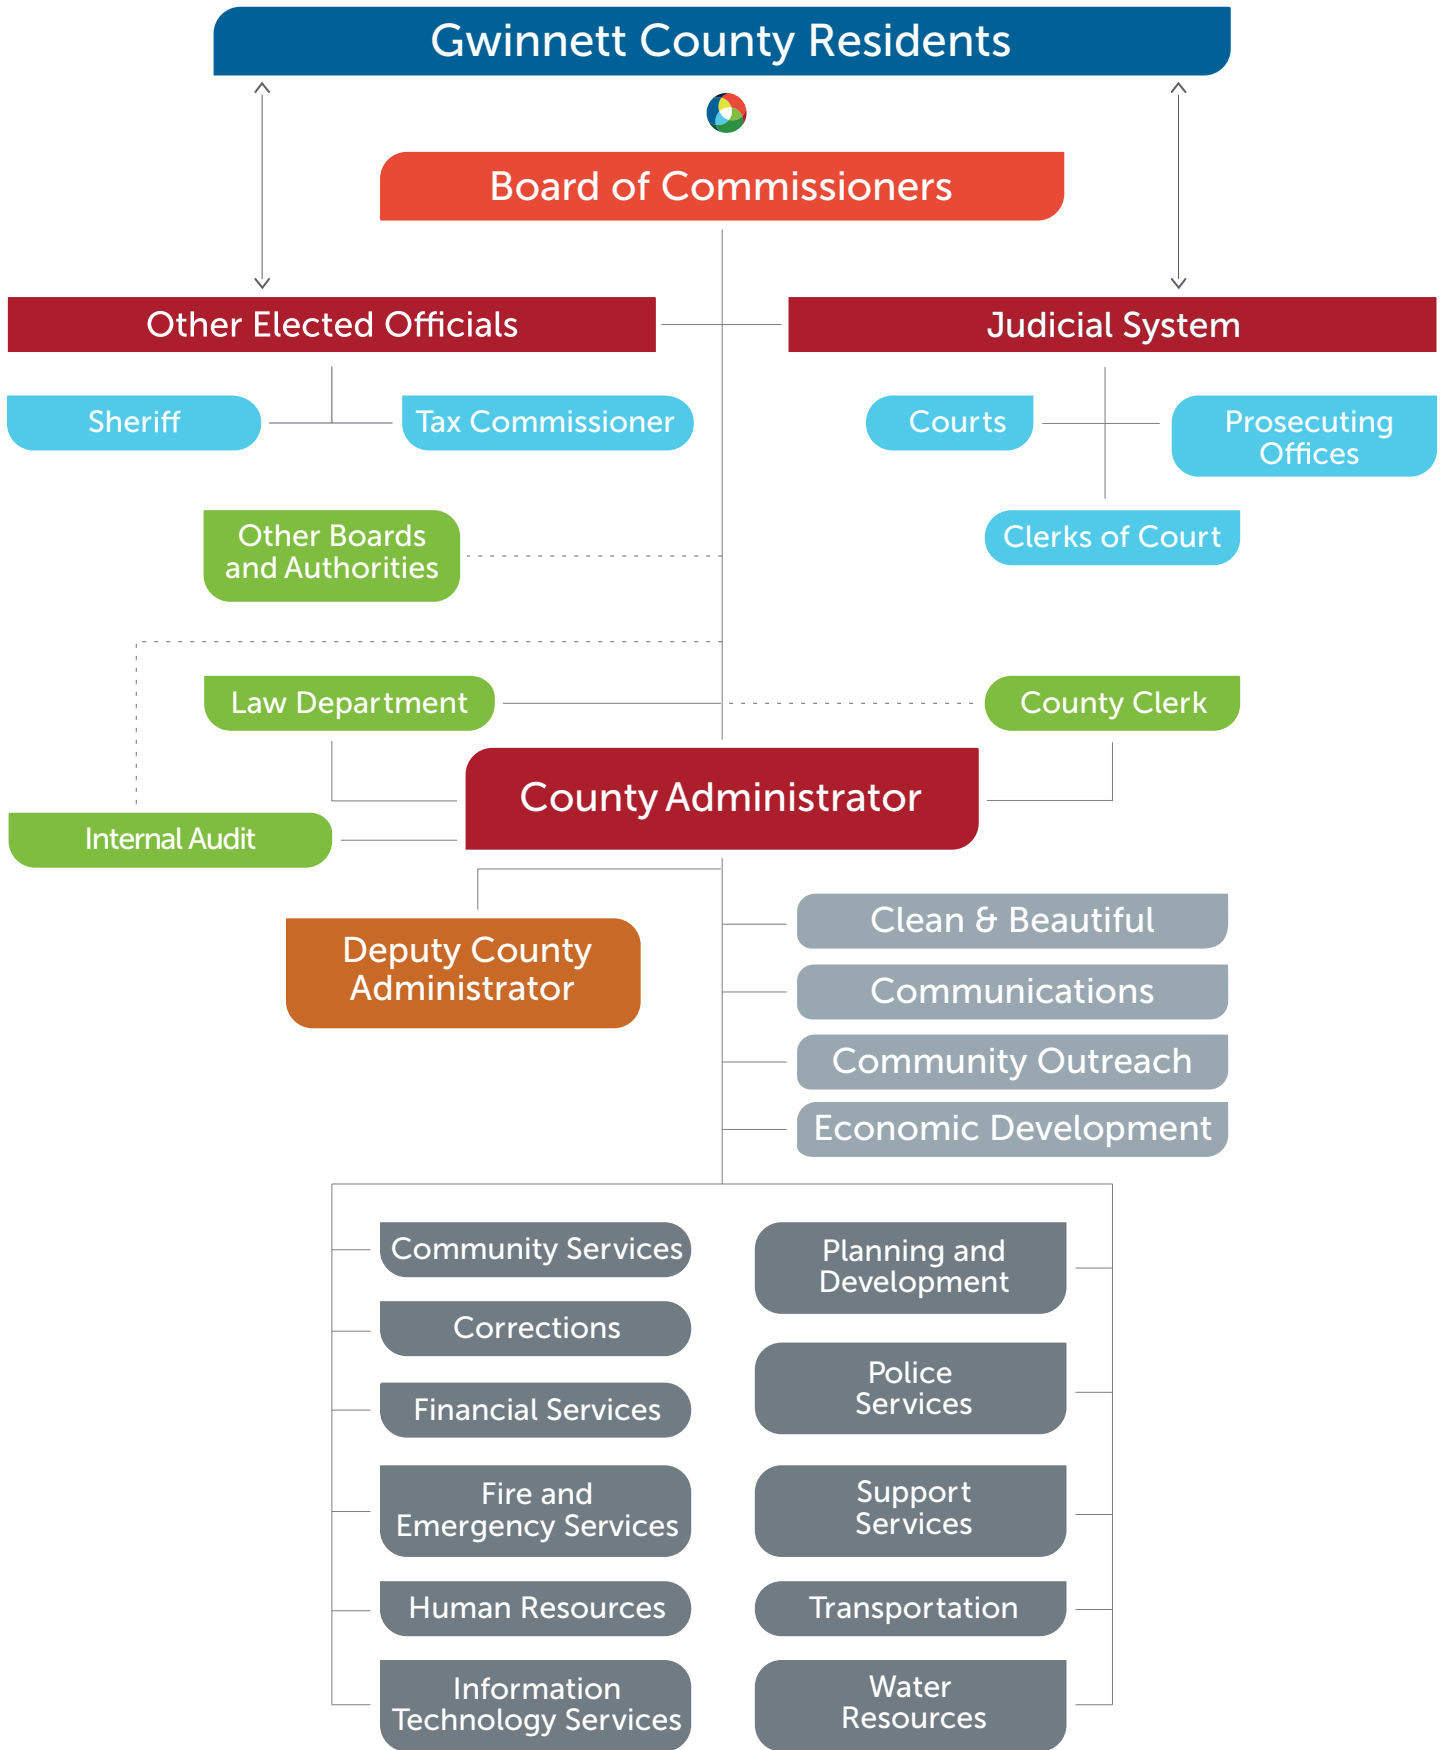 Gwinnett County Residents
Board of Commissioners
Other Elected Officials
Judicial System
Sheriff
Tax Commissioner
Courts
Prosecuting
Offices
Clerks of Court
Other Boards
and Authorities
Law Department
County Clerk
County Administrator
Internal Audit
Deputy County
Administrator
Clean & Beautiful
Communications
Community Outreach
Economic Development
Community Services
Corrections
Financial Services
Fire and
Emergency Services
Human Resources
Information
Technology Services
Planning and
Development
Police
Services
Support
Services
Transportation
Water
Resources